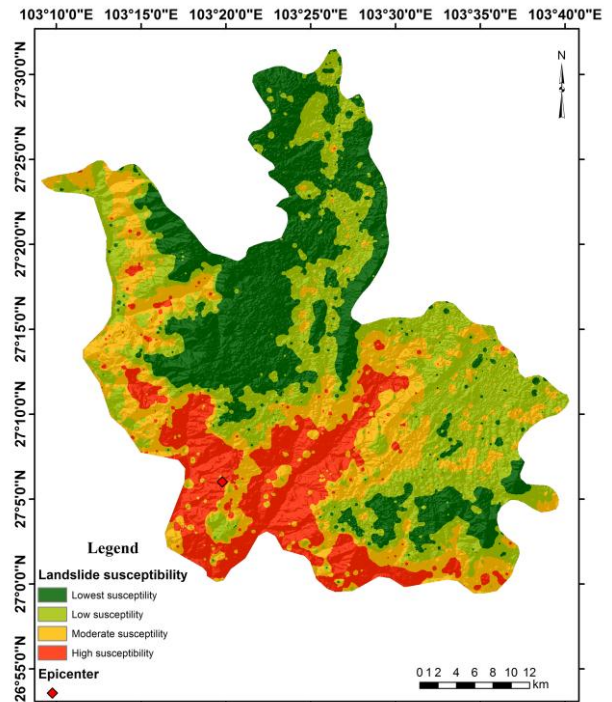 103°10'0"E 103°15'0"E 103°20'0"E 103°25'0"E 103°30'0"E 103°35'0"E 103°40'0"E
N
27°30'0"N
27°25'0"N
27°20'0"N
27°15'0"N
27°10'0"N
27°5'0"N
27°0'0"N
26°55'0"N
Legend
Landslide susceptibility
Lowest susceptibility
Low susceptility
Moderate susceptibility
High susceptibility
Epicenter
0 1 2 4 6 8 10 12
km